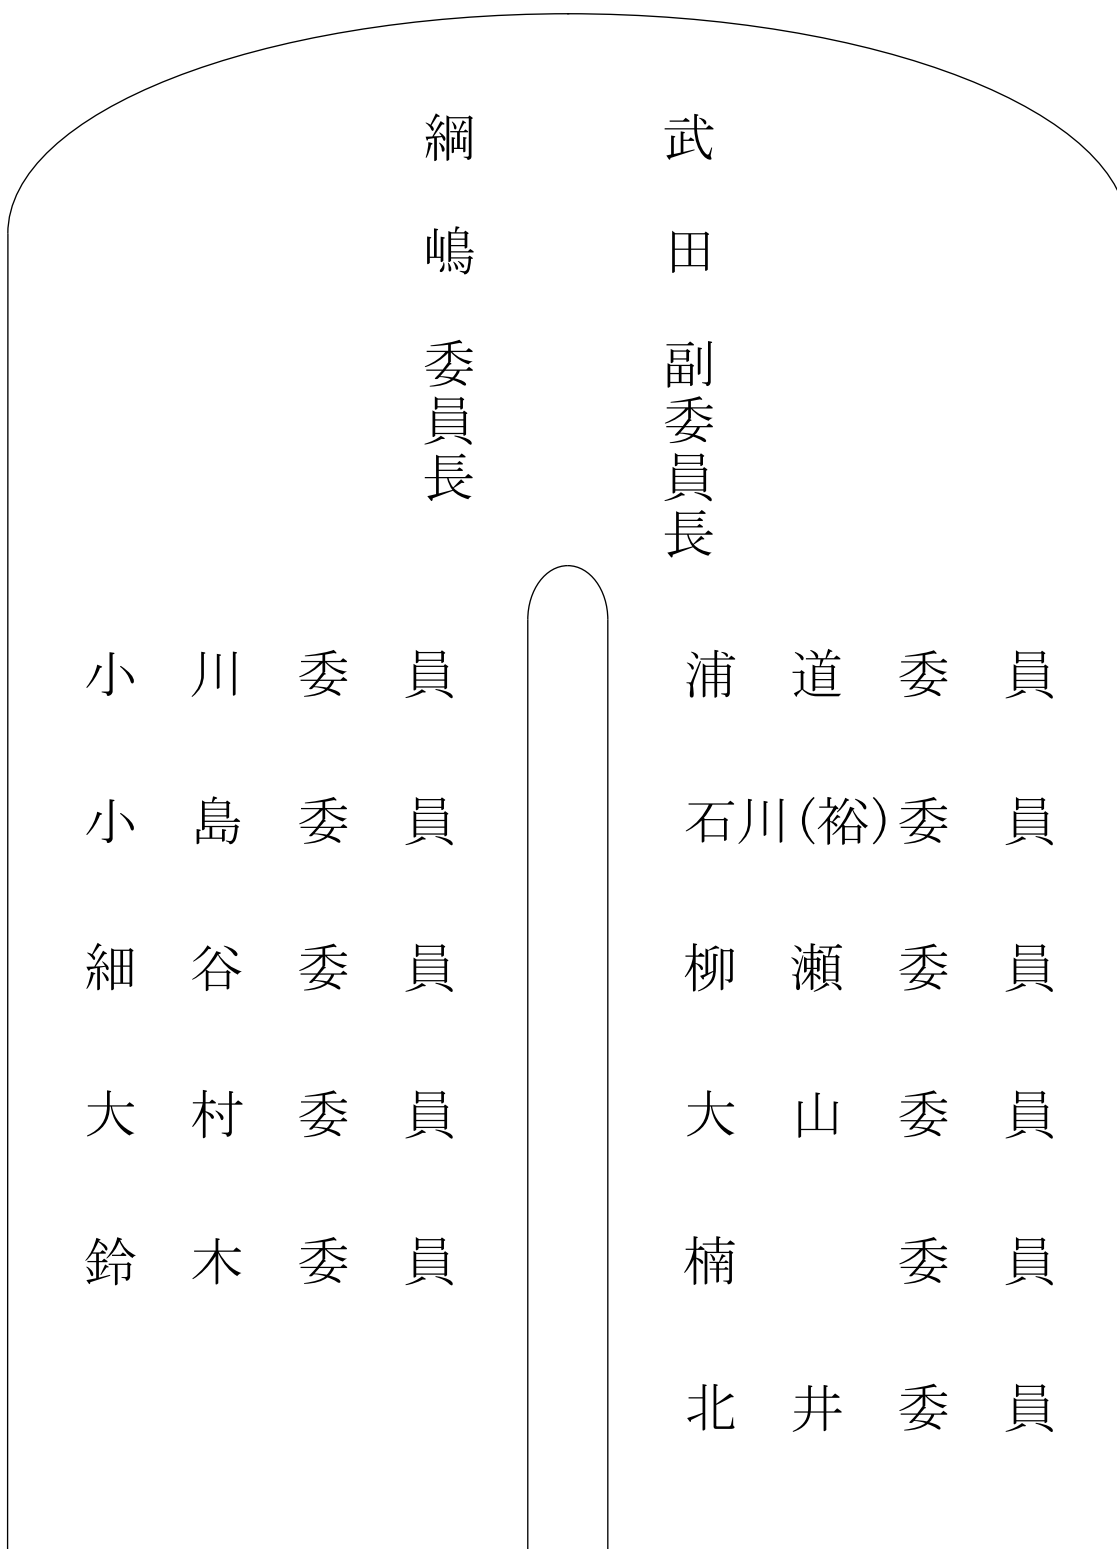 武田副委員長
綱嶋委員長
小川委員
浦道委員
小島委員
石川(裕)委員
細谷委員
柳瀬委員
大村委員
大山委員
鈴木委員
楠委員
北井委員